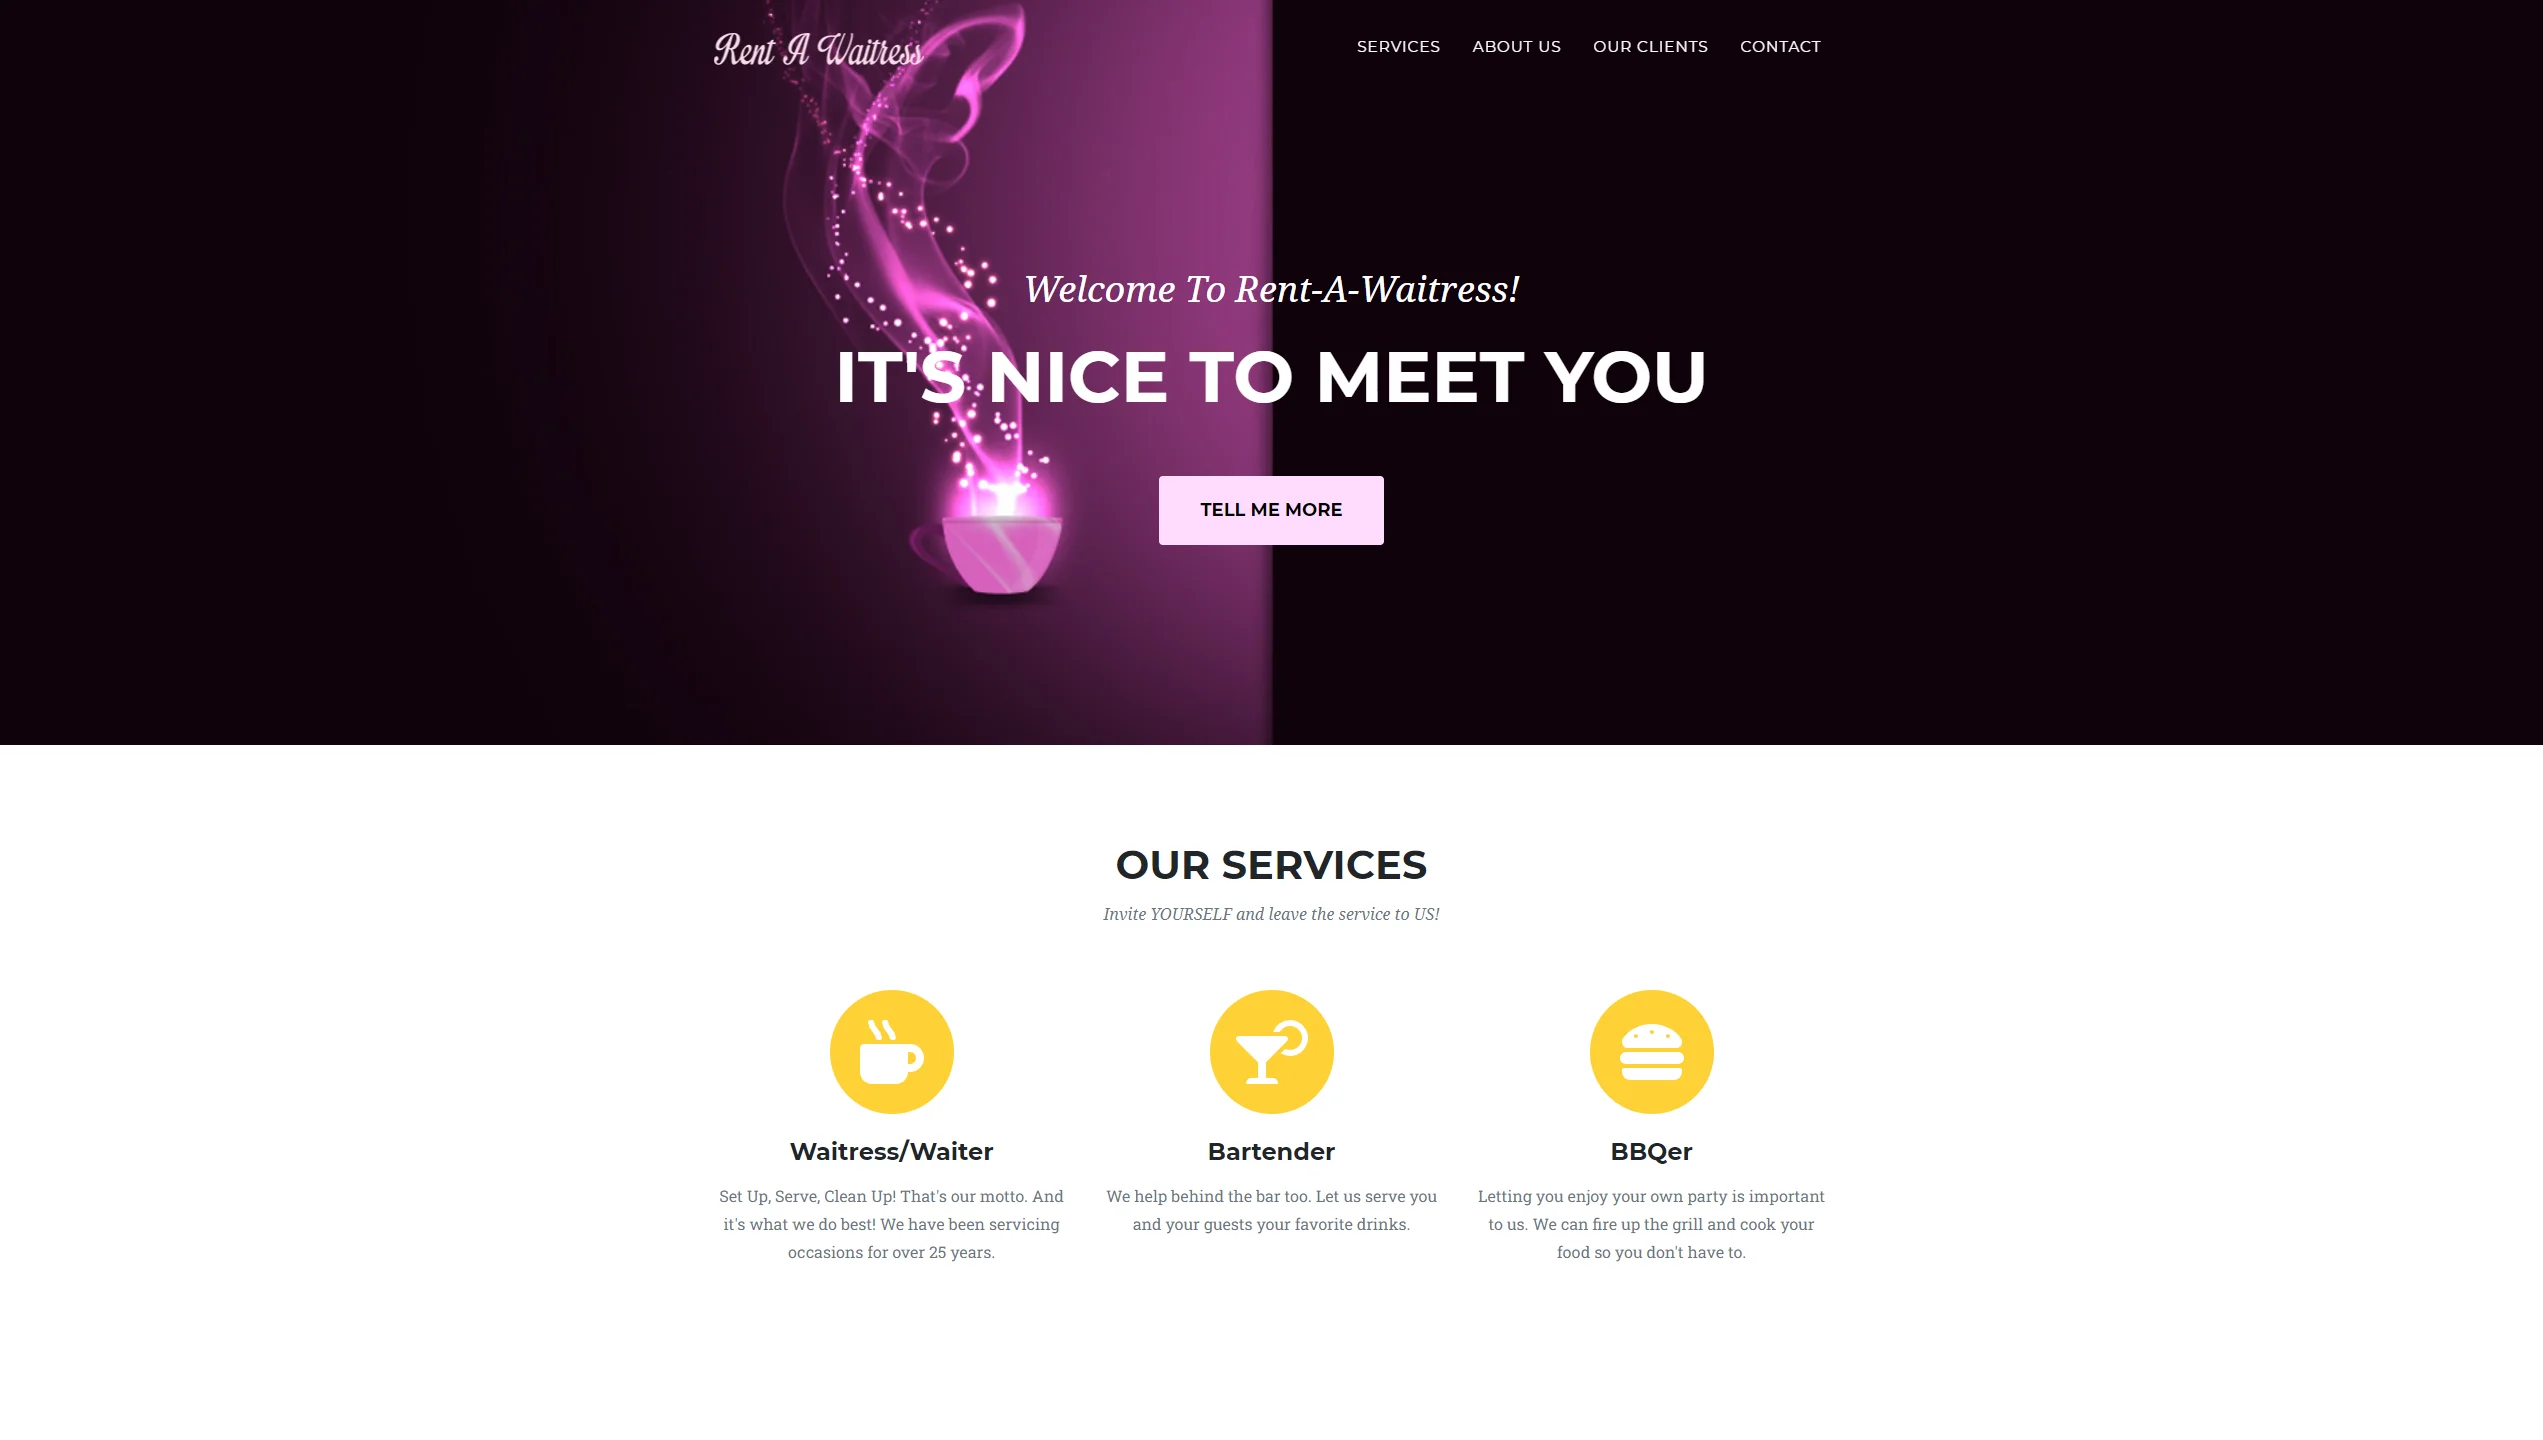 Rent A Waitress
SERVICES ABOUT US OUR CLIENTS CONTACT
Welcome To Rent-A-Waitress!
IT'S NICE TO MEET YOU
TELL ME MORE
OUR SERVICES
Invite YOURSELF and leave the service to US!
Waitress/Waiter
Set Up, Serve, Clean Up! That's our motto. And
it's what we do best! We have been servicing
occasions for over 25 years.
Bartender
We help behind the bar too. Let us serve you
and your guests your favorite drinks.
BBQer
Letting you enjoy your own party is important
to us. We can fire up the grill and cook your
food so you don't have to.